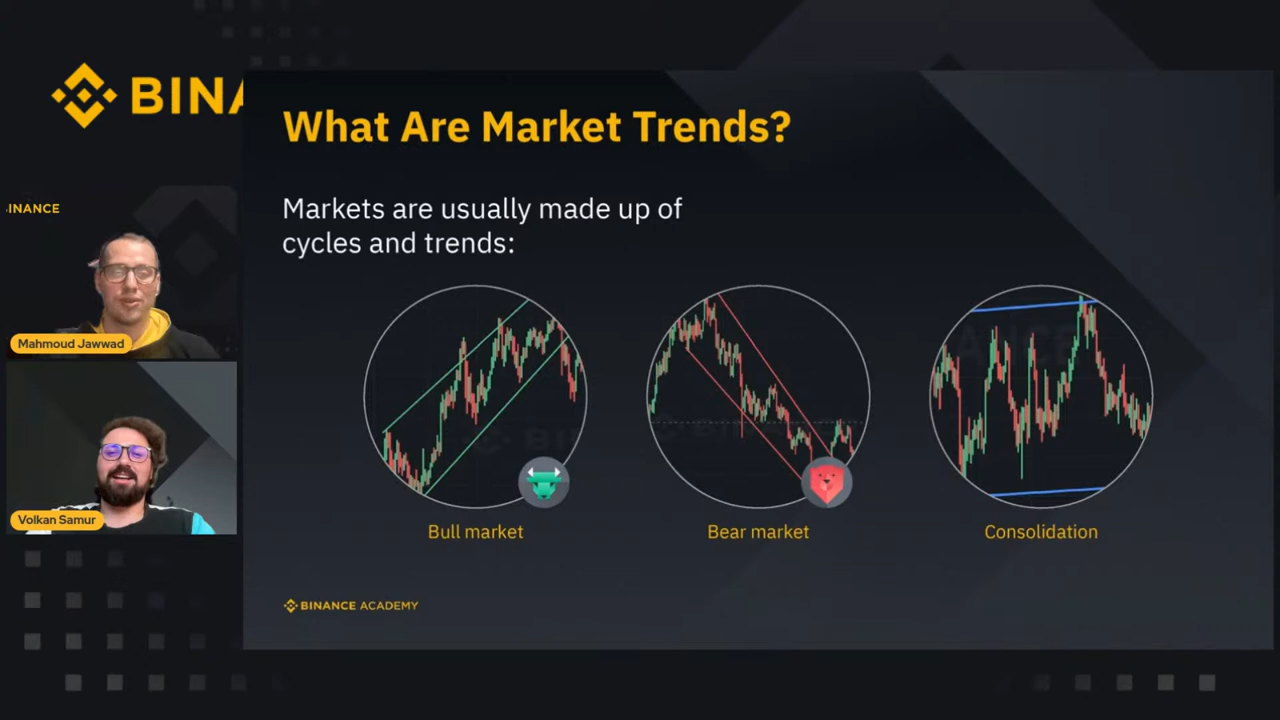 BINA
What Are Market Trends?
Markets are usually made up of
cycles and trends:
BINANCE
Mahmoud Jawwad
Volkan Samur
Bull market
Bear market
Consolidation
BINANCE ACADEMY